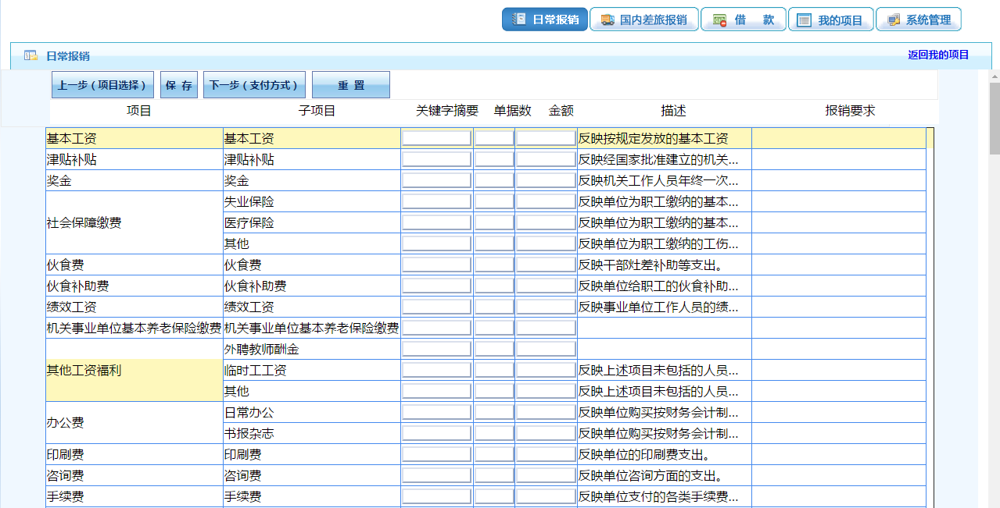 日常报销 国内差旅报销 借 款 我的项目 系统管理
日常报销 返回我的项目
上一步（项目选择） 保 存 下一步（支付方式） 重 置
项目 子项目 关键字摘要 单据数 金额 描述 报销要求
基本工资 基本工资 反映按规定发放的基本工资
津贴补贴 津贴补贴 反映经国家批准建立的机关...
奖金 奖金 反映机关工作人员年终一次...
失业保险 反映单位为职工缴纳的基本...
社会保障缴费 医疗保险 反映单位为职工缴纳的基本...
其他 反映单位为职工缴纳的工伤...
伙食费 伙食费 反映干部灶差补助等支出。
伙食补助费 伙食补助费 反映单位给职工的伙食补助...
绩效工资 绩效工资 反映事业单位工作人员的绩...
机关事业单位基本养老保险缴费 机关事业单位基本养老保险缴费
外聘教师酬金
其他工资福利 临时工工资 反映上述项目未包括的人员...
其他 反映上述项目未包括的人员...
日常办公 反映单位购买按财务会计制...
办公费
书报杂志 反映单位购买按财务会计制...
印刷费 印刷费 反映单位的印刷费支出。
咨询费 咨询费 反映单位咨询方面的支出。
手续费 手续费 反映单位支付的各类手续费...